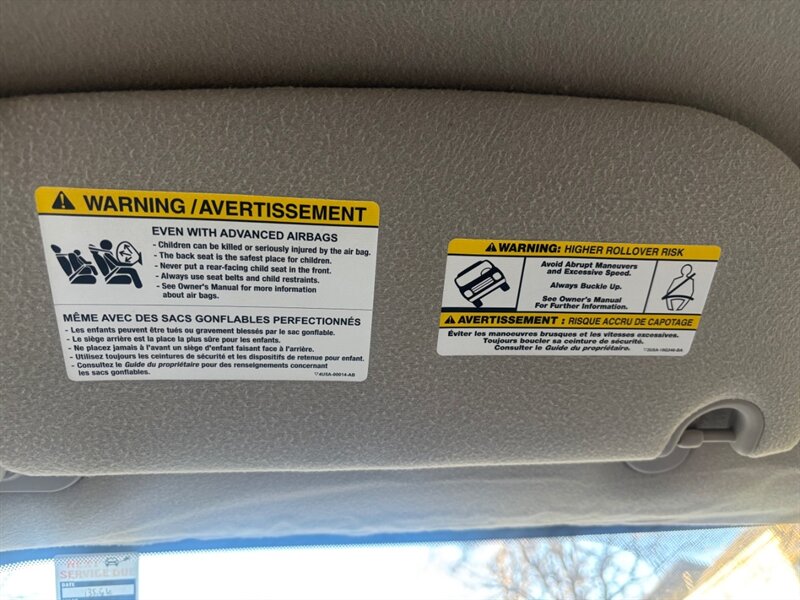 WARNING / AVERTISSEMENT
EVEN WITH ADVANCED AIRBAGS
- Children can be killed or seriously injured by the air bag.
- The back seat is the safest place for children.
- Never put a rear-facing child seat in the front.
- Always use seat belts and child restraints.
- See Owner's Manual for more information
about air bags.
MÊME AVEC DES SACS GONFLABLES PERFECTIONNÉS
- Les enfants peuvent être tués ou gravement blessés par le sac gonflable.
- Le siège arrière est la place la plus sûre pour les enfants.
- Ne placez jamais à l'avant un siège d'enfant faisant face à l'arrière.
- Utilisez toujours les ceintures de sécurité et les dispositifs de retenue pour enfant.
- Consultez le Guide du propriétaire pour des renseignements concernant
les sacs gonflables.
WARNING: HIGHER ROLLOVER RISK
Avoid Abrupt Maneuvers
and Excessive Speed.
Always Buckle Up.
See Owner's Manual
For Further Information.
AVERTISSEMENT : RISQUE ACCRU DE CAPOTAGE
Éviter les manoeuvres brusques et les vitesses excessives.
Toujours boucler sa ceinture de sécurité.
Consulter le Guide du propriétaire.
NEXT
SERVICE DUE
DATE